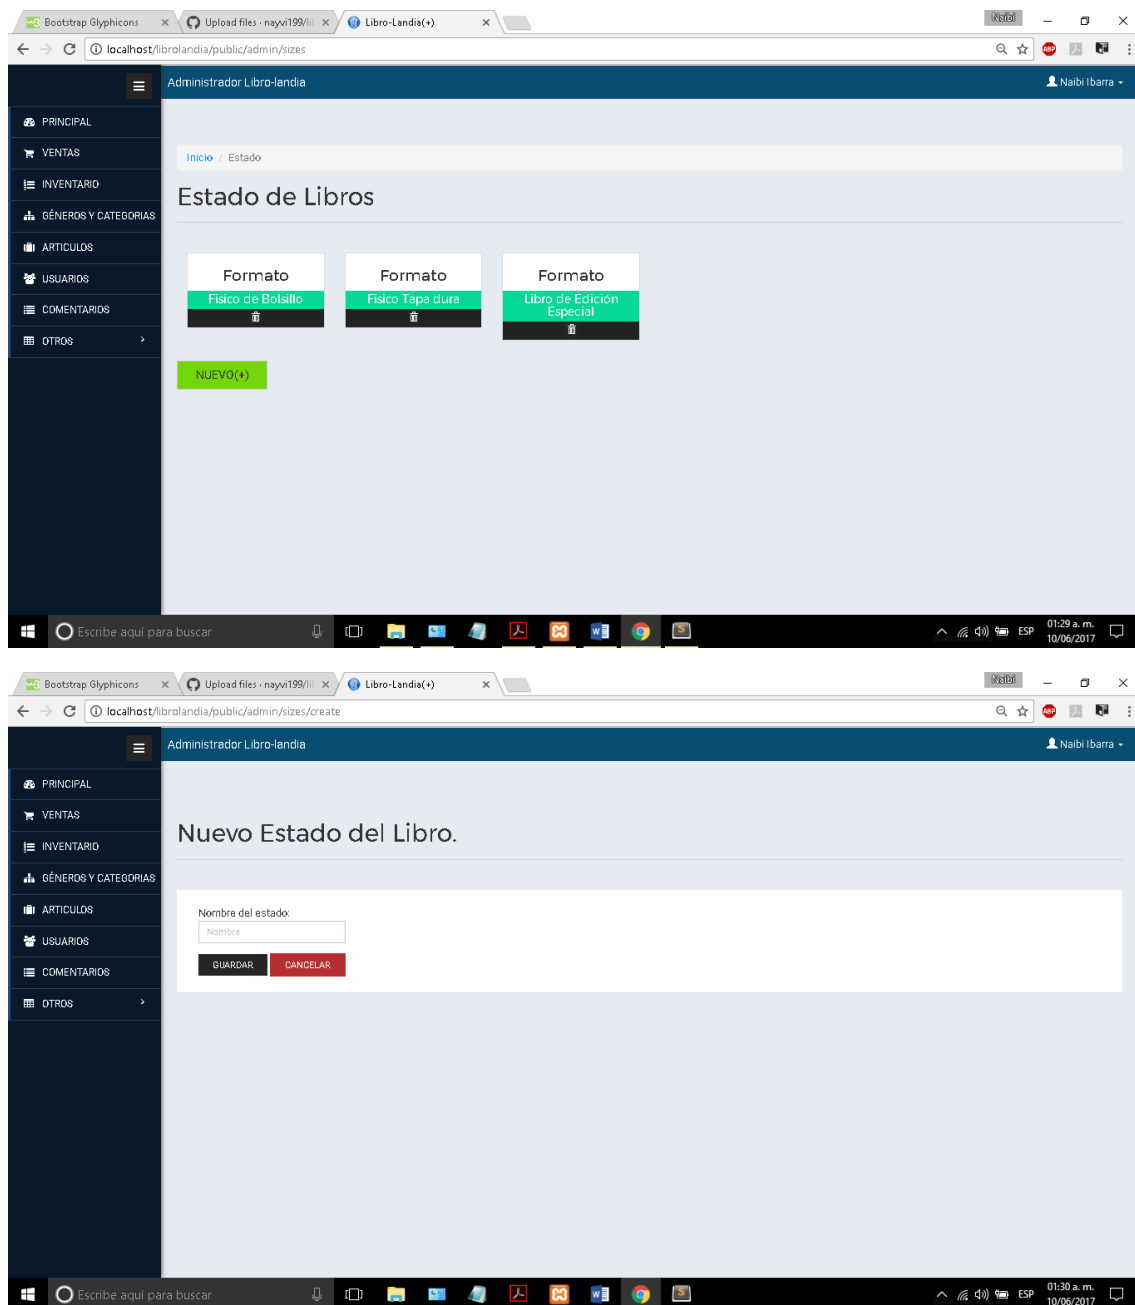 Bootstrap Glyphicons
Upload files · nayvi199/li
Libro-Landia(+)
Naibi
localhost/librolandia/public/admin/sizes
ABP
Administrador Libro-landia
Naibi Ibarra
PRINCIPAL
VENTAS
INVENTARIO
GÉNEROS Y CATEGORIAS
ARTICULOS
USUARIOS
COMENTARIOS
OTROS
Inicio / Estado
Estado de Libros
Formato
Fisico de Bolsillo
Formato
Fisico Tapa dura
Formato
Libro de Edición
Especial
NUEVO(+)
Escribe aquí para buscar
ESP
01:29 a. m.
10/06/2017
Bootstrap Glyphicons
Upload files · nayvi199/li
Libro-Landia(+)
Naibi
localhost/librolandia/public/admin/sizes/create
ABP
Administrador Libro-landia
Naibi Ibarra
PRINCIPAL
VENTAS
INVENTARIO
GÉNEROS Y CATEGORIAS
ARTICULOS
USUARIOS
COMENTARIOS
OTROS
Nuevo Estado del Libro.
Nombre del estado:
Nombre
GUARDAR
CANCELAR
Escribe aquí para buscar
ESP
01:30 a. m.
10/06/2017